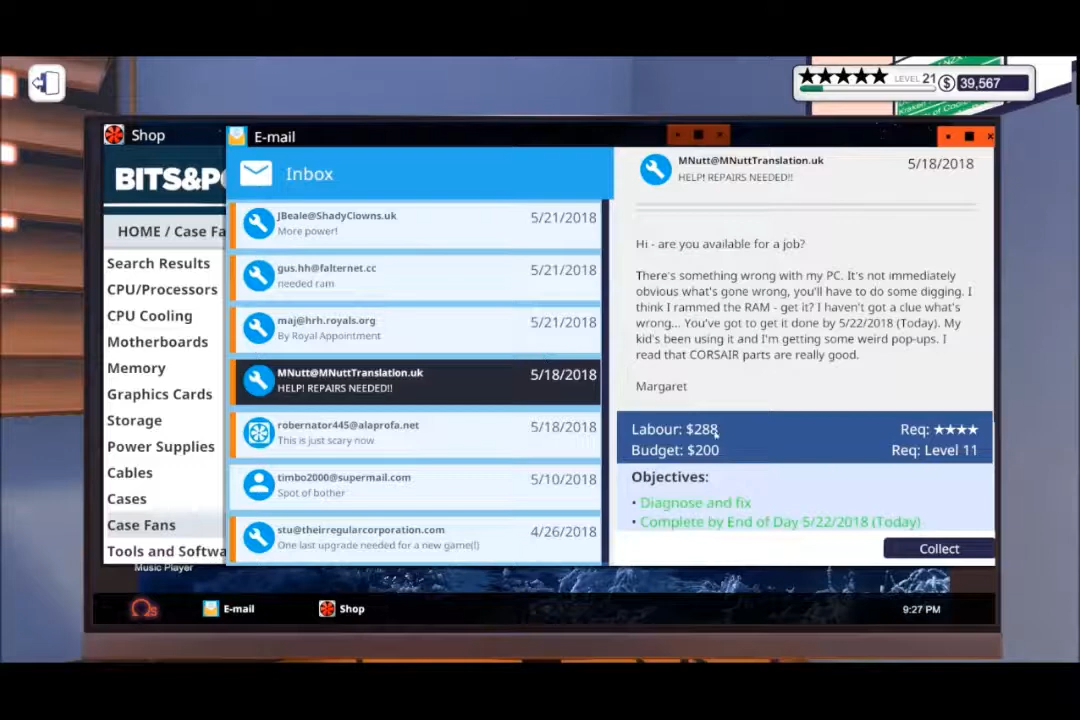 LEVEL 21 $ 39,567
Shop
E-mail
BITS&P
HOME / Case Fa
Search Results
CPU/Processors
CPU Cooling
Motherboards
Memory
Graphics Cards
Storage
Power Supplies
Cables
Cases
Case Fans
Tools and Softwa
Music Player
Inbox
JBeale@ShadyClowns.uk 5/21/2018
More power!
gus.hh@falternet.cc 5/21/2018
needed ram
maj@hrh.royals.org 5/21/2018
By Royal Appointment
MNutt@MNuttTranslation.uk 5/18/2018
HELP! REPAIRS NEEDED!!
robernator445@alaprofa.net 5/18/2018
This is just scary now
timbo2000@supermail.com 5/10/2018
Spot of bother
stu@theirregularcorporation.com 4/26/2018
One last upgrade needed for a new game(!)
MNutt@MNuttTranslation.uk 5/18/2018
HELP! REPAIRS NEEDED!!
Hi - are you available for a job?
There's something wrong with my PC. It's not immediately
obvious what's gone wrong, you'll have to do some digging. I
think I rammed the RAM - get it? I haven't got a clue what's
wrong... You've got to get it done by 5/22/2018 (Today). My
kid's been using it and I'm getting some weird pop-ups. I
read that CORSAIR parts are really good.
Margaret
Labour: $288 Req: ★★★★
Budget: $200 Req: Level 11
Objectives:
• Diagnose and fix
• Complete by End of Day 5/22/2018 (Today)
Collect
E-mail
Shop
9:27 PM